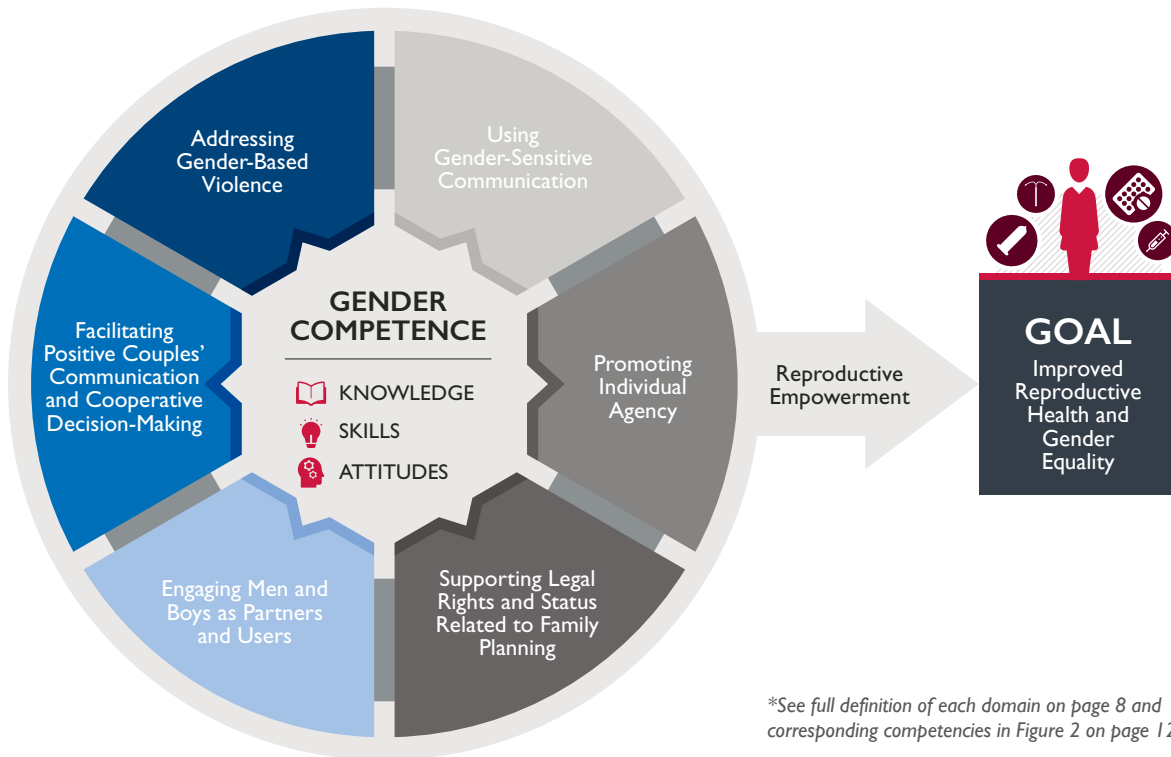 Addressing
Gender-Based
Violence
Using
Gender-Sensitive
Communication
Promoting
Individual
Agency
Supporting Legal
Rights and Status
Related to Family
Planning
Engaging Men and
Boys as Partners
and Users
Facilitating
Positive Couples’
Communication
and Cooperative
Decision-Making
GENDER
COMPETENCE
KNOWLEDGE
SKILLS
ATTITUDES
Reproductive
Empowerment
GOAL
Improved
Reproductive
Health and
Gender
Equality
*See full definition of each domain on page 8 and
corresponding competencies in Figure 2 on page 12